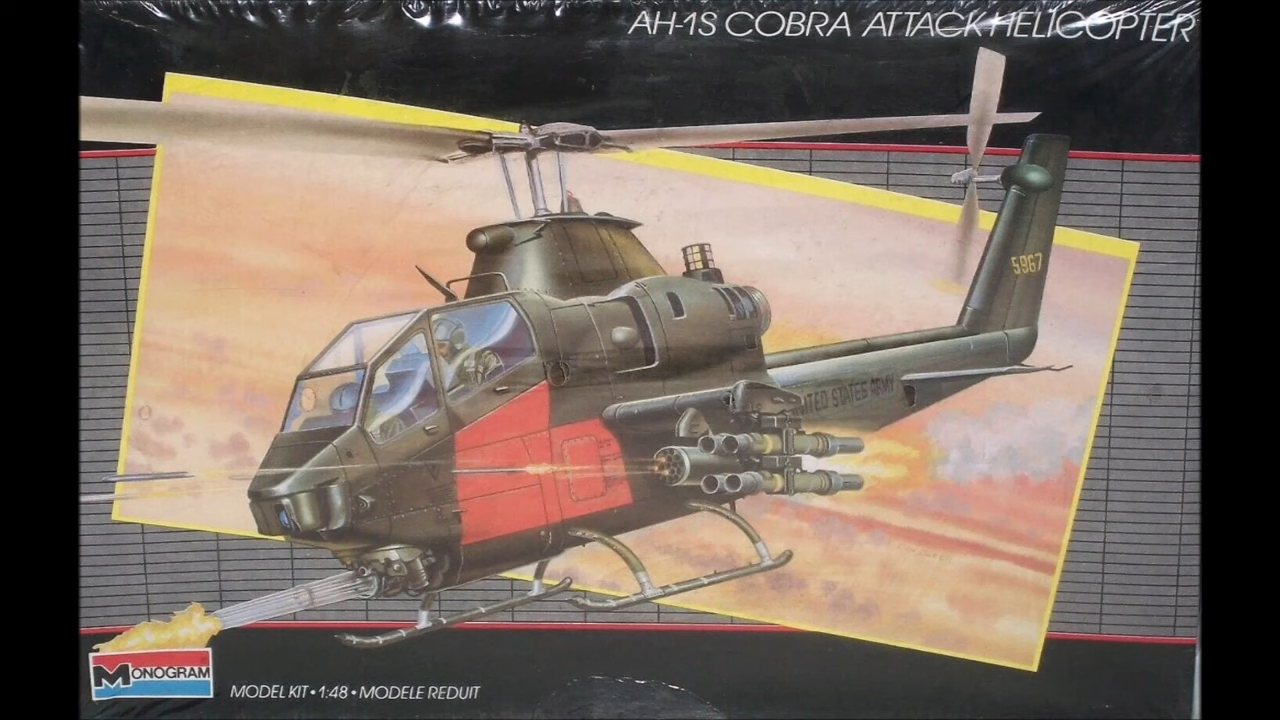 AH-1S COBRA ATTACK HELICOPTER
5967
UNITED STATES ARMY
MONOGRAM
MODEL KIT • 1:48 • MODELE REDUIT